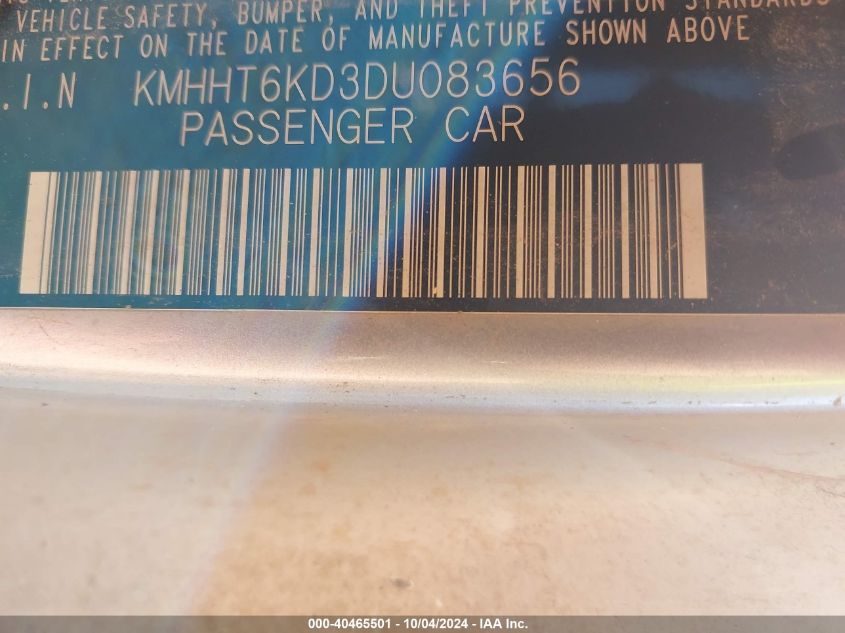 VEHICLE SAFETY, BUMPER, AND THEFT PREVENTION STANDARDS
IN EFFECT ON THE DATE OF MANUFACTURE SHOWN ABOVE
.I.N KMHHT6KD3DU083656
PASSENGER CAR
000-40465501 - 10/04/2024 - IAA Inc.